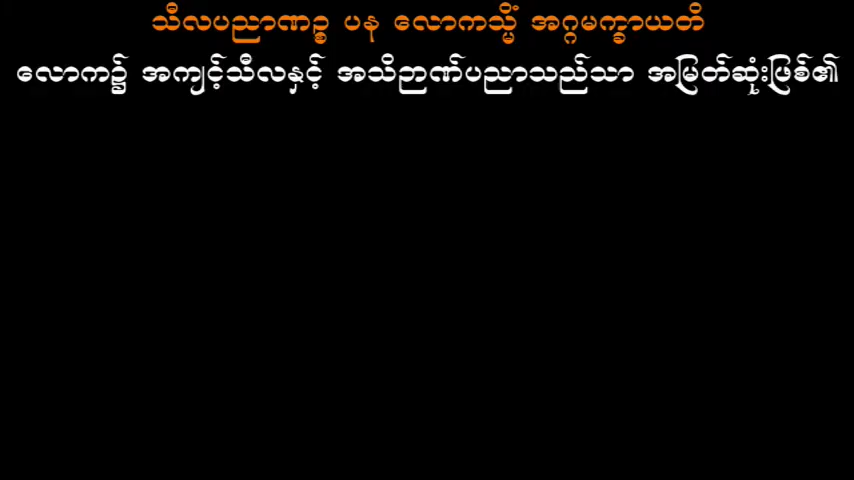 သီလပညာဏဉ္စ ပန လောကသ္မိံ အဂ္ဂမက္ခာယတိ
လောက၌ အကျင့်သီလနှင့် အသိဉာဏ်ပညာသည်သာ အမြတ်ဆုံးဖြစ်၏